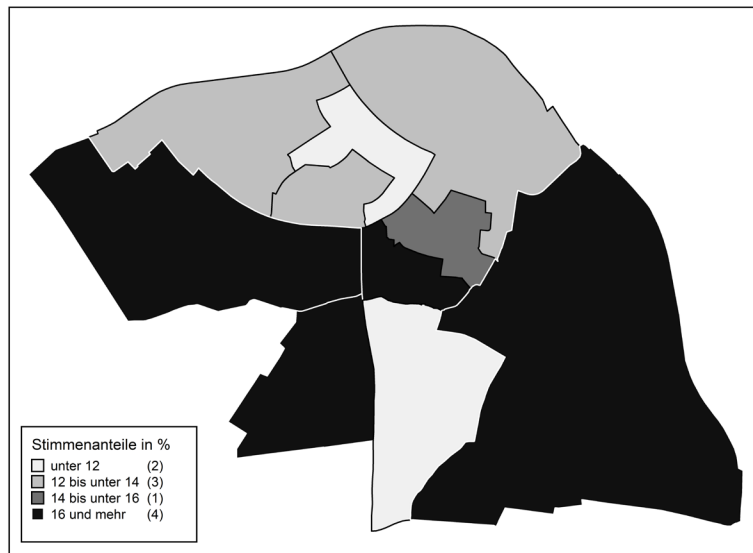 Stimmenanteile in %
unter 12 (2)
12 bis unter 14 (3)
14 bis unter 16 (1)
16 und mehr (4)